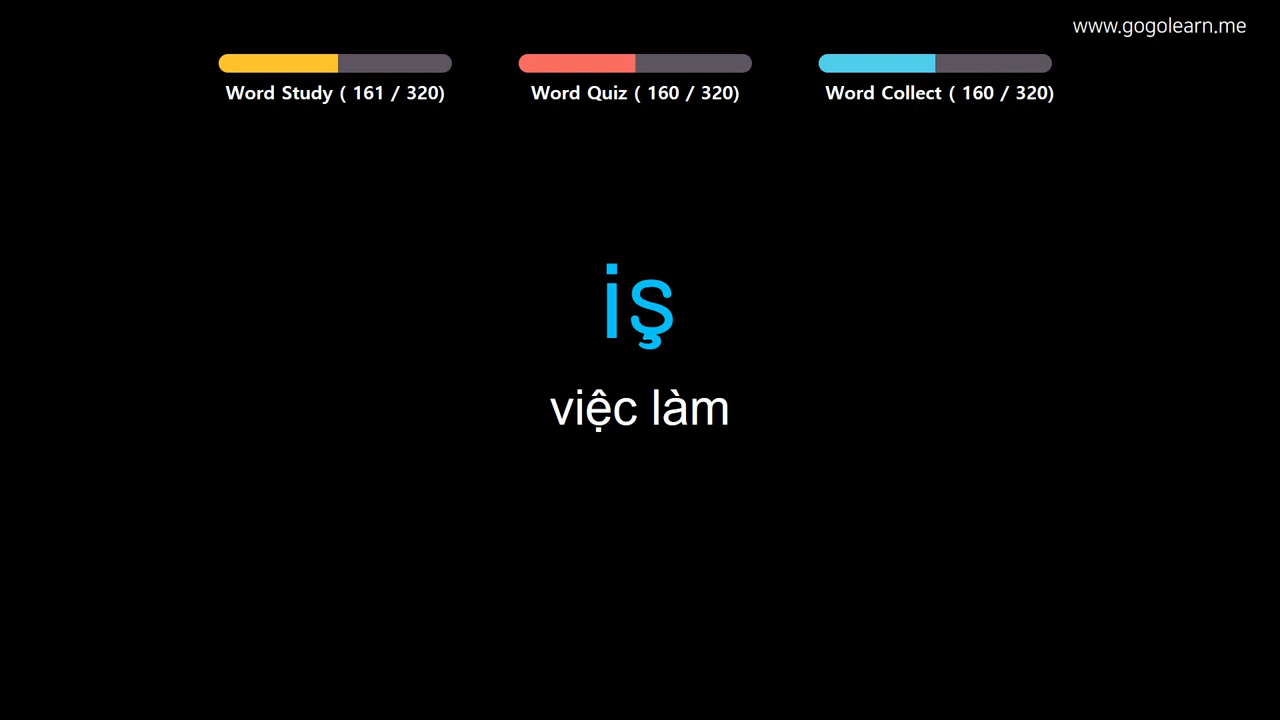 www.gogolearn.me
Word Study ( 161 / 320)
Word Quiz ( 160 / 320)
Word Collect ( 160 / 320)
iş
việc làm